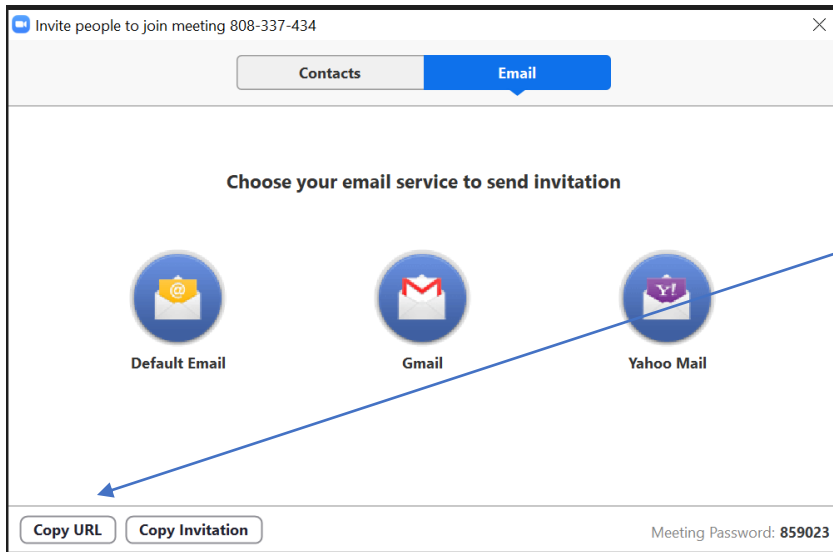 Invite people to join meeting 808-337-434
Contacts Email
Choose your email service to send invitation
@ Y!
Default Email Gmail Yahoo Mail
Copy URL Copy Invitation Meeting Password: 859023